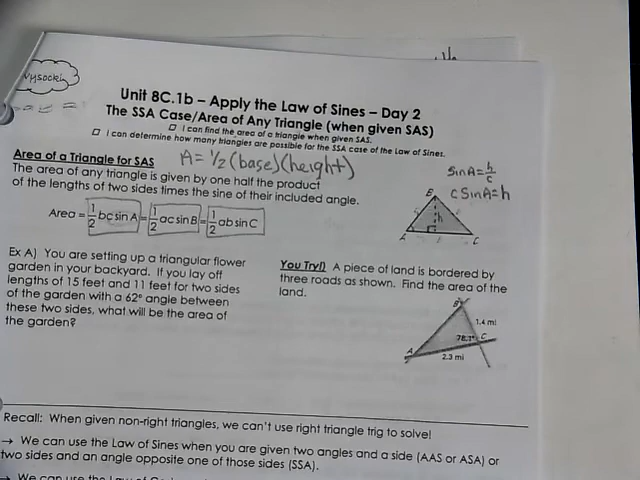 Vysocki
Unit 8C.1b – Apply the Law of Sines – Day 2
The SSA Case/Area of Any Triangle (when given SAS)
☐ I can find the area of a triangle when given SAS.
☐ I can determine how many triangles are possible for the SSA case of the Law of Sines.
Area of a Triangle for SAS A = 1/2 (base)(height)
The area of any triangle is given by one half the product
of the lengths of two sides times the sine of their included angle.
Area = 1/2 bc sin A = 1/2 ac sin B = 1/2 ab sin C
sinA = h/c
c sinA = h
B
h
A
C
Ex A) You are setting up a triangular flower
garden in your backyard. If you lay off
lengths of 15 feet and 11 feet for two sides
of the garden with a 62° angle between
these two sides, what will be the area of
the garden?
You Try!) A piece of land is bordered by
three roads as shown. Find the area of the
land.
B
1.4 mi
C
A
2.3 mi
Recall: When given non-right triangles, we can't use right triangle trig to solve!
→ We can use the Law of Sines when you are given two angles and a side (AAS or ASA) or
two sides and an angle opposite one of those sides (SSA).
→ We can use the Law of